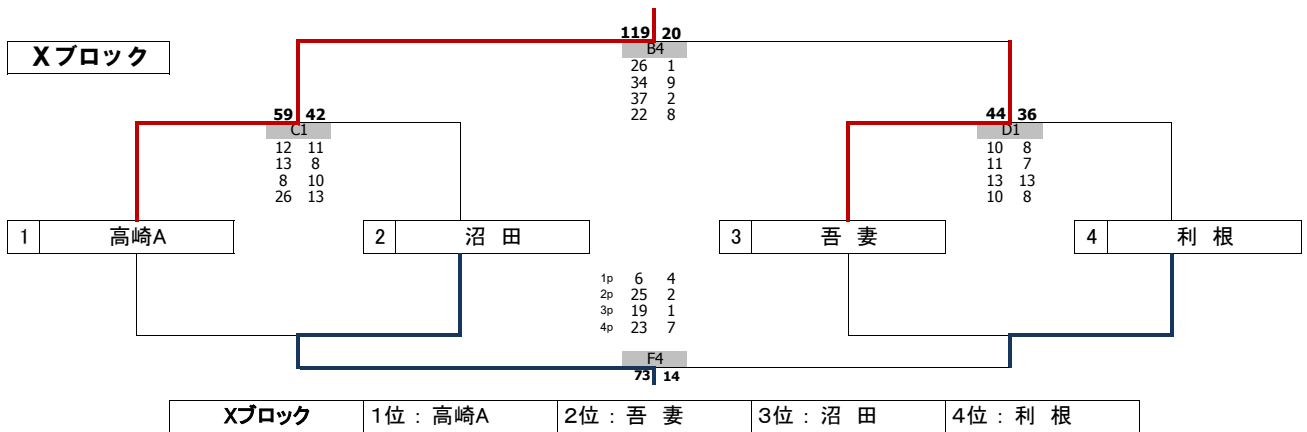 Xブロック
119 20
B4
26 1
34 9
37 2
22 8
59 42
C1
12 11
13 8
8 10
26 13
44 36
D1
10 8
11 7
13 13
10 8
1 高崎A 2 沼 田 3 吾 妻 4 利 根
1p 6 4
2p 25 2
3p 19 1
4p 23 7
F4
73 14
Xブロック 1位 : 高崎A 2位 : 吾 妻 3位 : 沼 田 4位 : 利 根